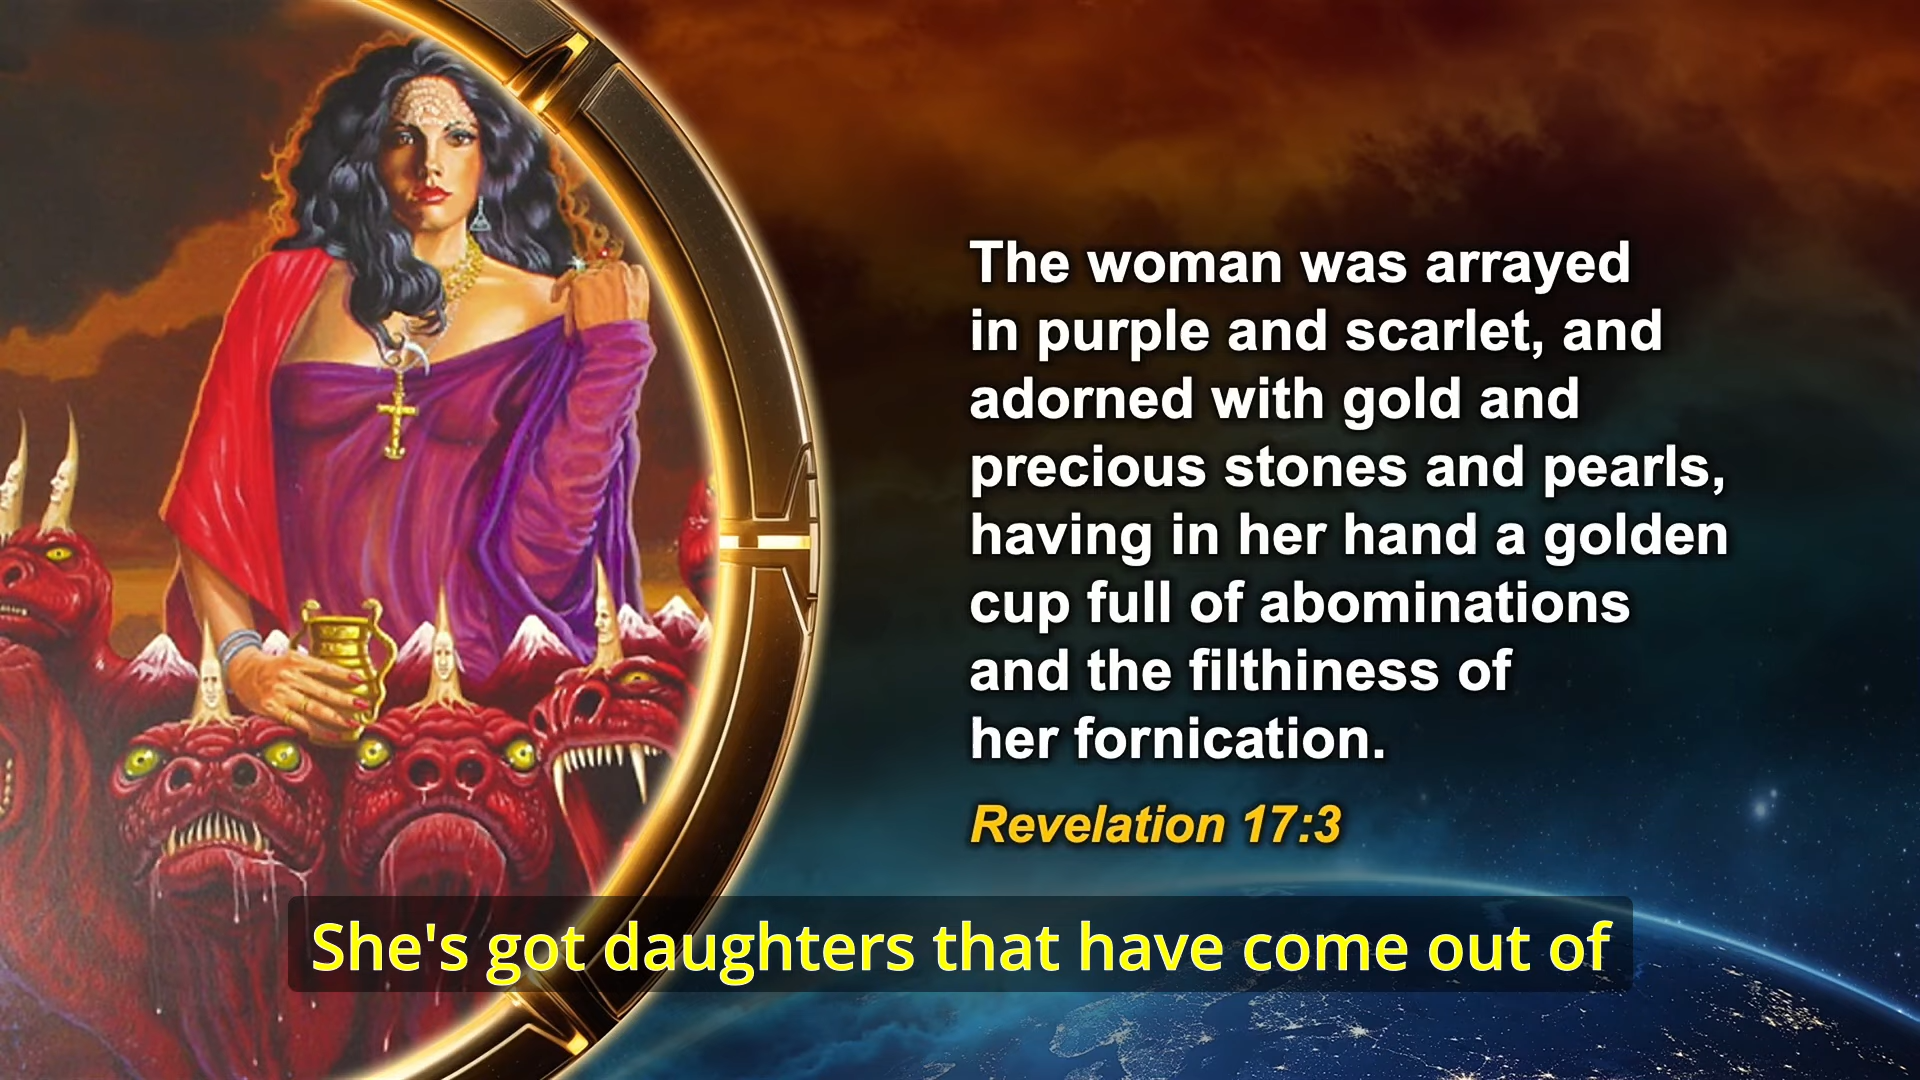 The woman was arrayed
in purple and scarlet, and
adorned with gold and
precious stones and pearls,
having in her hand a golden
cup full of abominations
and the filthiness of
her fornication.
Revelation 17:3
She's got daughters that have come out of